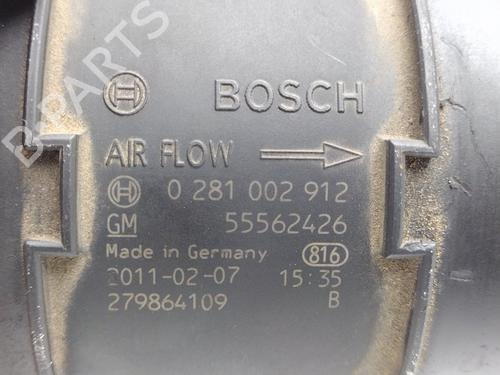 B-PARTS
BOSCH
AIR FLOW
0 281 002 912
GM 55562426
Made in Germany 816
2011-02-07 15:35
279864109 B